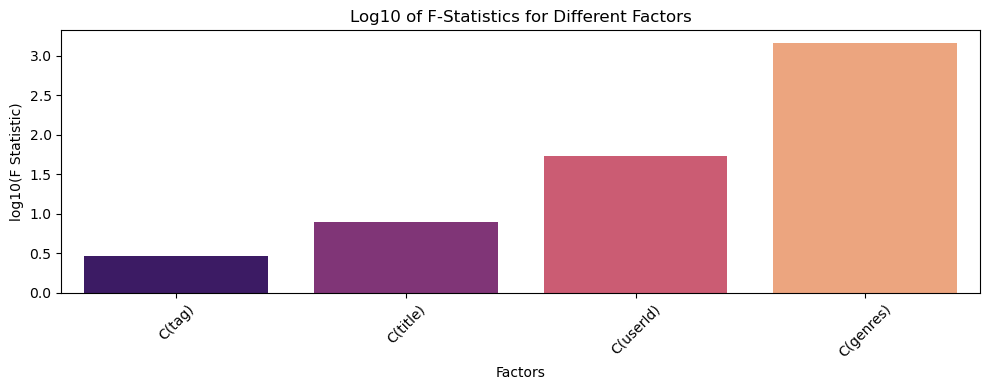 Log10 of F-Statistics for Different Factors
log10(F Statistic)
3.0
2.5
2.0
1.5
1.0
0.5
0.0
C(tag)
C(title)
C(userId)
C(genres)
Factors